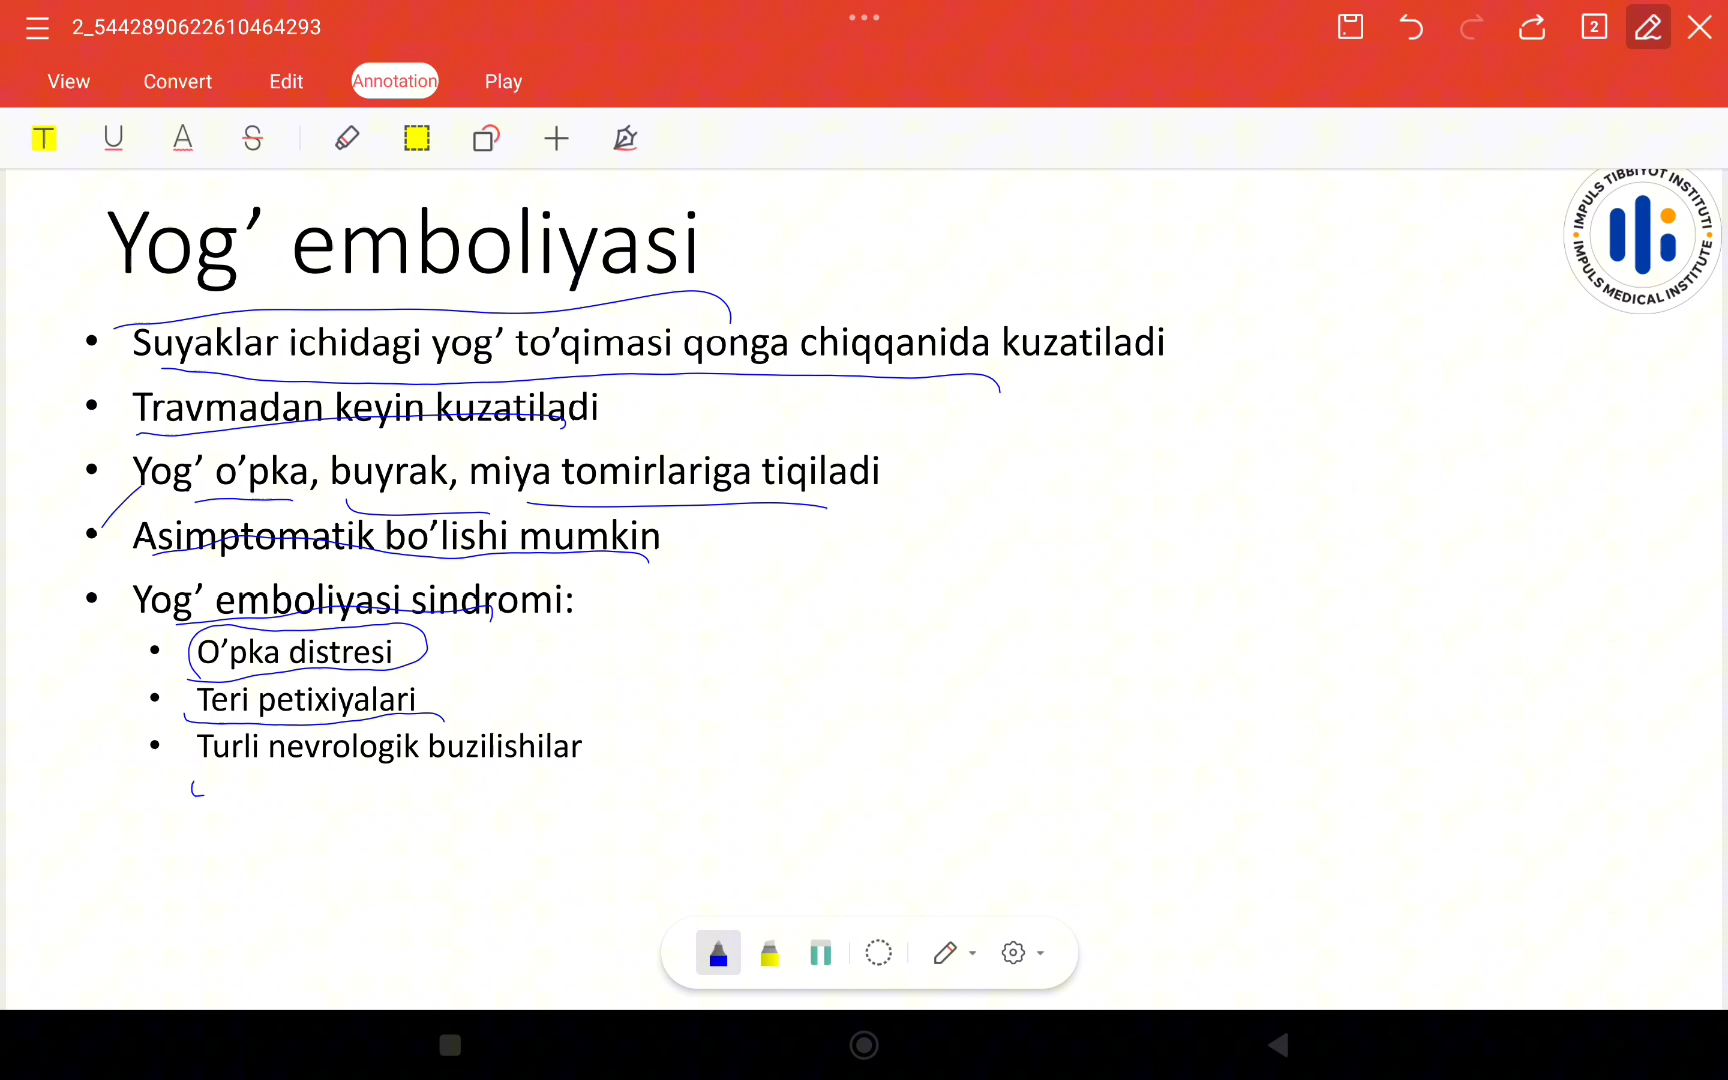 2_5442890622610464293
2
View Convert Edit Annotation Play
T U A S
IMPULS TIBBIYOT INSTITUTI
IMPULS MEDICAL INSTITUTE
Yog’ emboliyasi
• Suyaklar ichidagi yog’ to’qimasi qonga chiqqanida kuzatiladi
• Travmadan keyin kuzatiladi
• Yog’ o’pka, buyrak, miya tomirlariga tiqiladi
• Asimptomatik bo’lishi mumkin
• Yog’ emboliyasi sindromi:
• O’pka distresi
• Teri petixiyalari
• Turli nevrologik buzilishilar